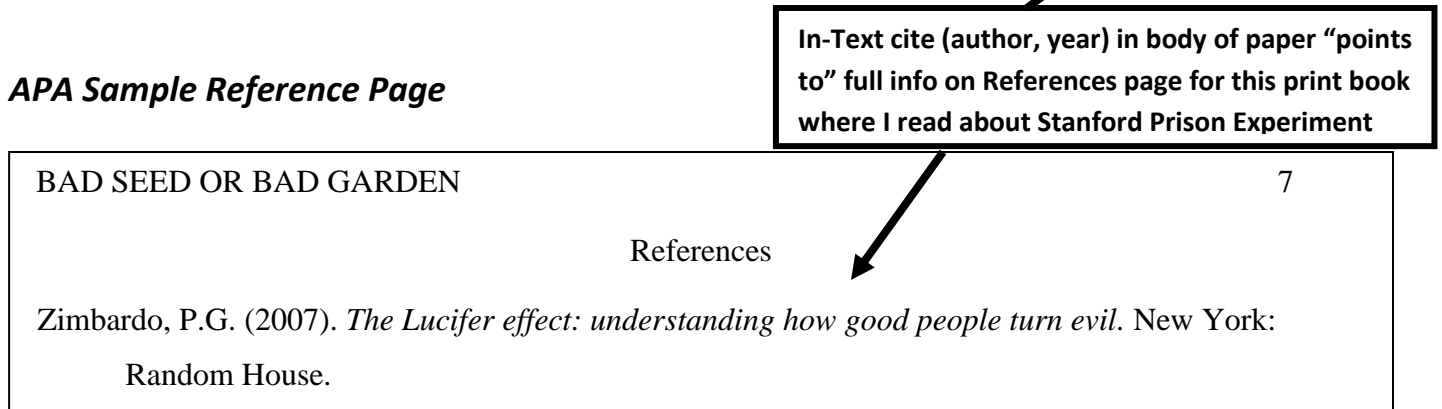 In-Text cite (author, year) in body of paper “points
to” full info on References page for this print book
where I read about Stanford Prison Experiment
APA Sample Reference Page
BAD SEED OR BAD GARDEN 7
References
Zimbardo, P.G. (2007). The Lucifer effect: understanding how good people turn evil. New York:
Random House.